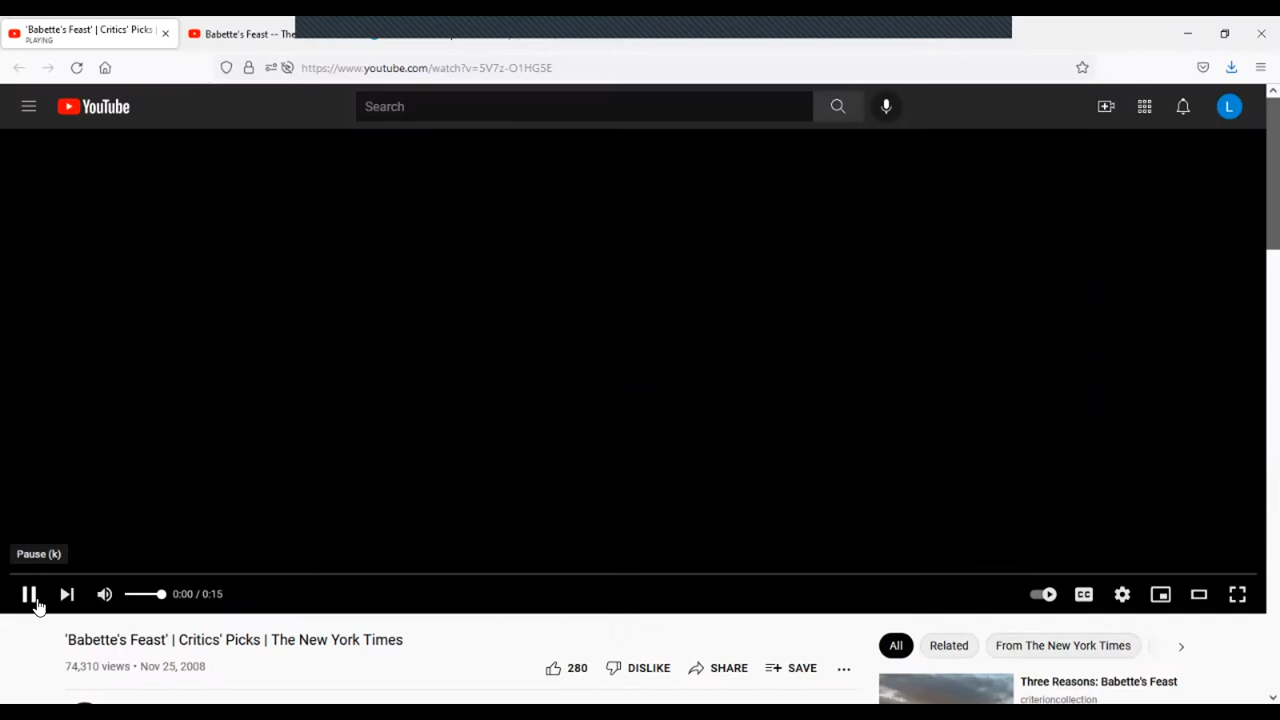 'Babette's Feast' | Critics' Picks |
PLAYING
Babette's Feast -- The
https://www.youtube.com/watch?v=5V7z-O1HG5E
YouTube
Search
L
Pause (k)
0:00 / 0:15
CC
'Babette's Feast' | Critics' Picks | The New York Times
74,310 views • Nov 25, 2008
280
DISLIKE
SHARE
SAVE
All
Related
From The New York Times
Three Reasons: Babette's Feast
criterioncollection